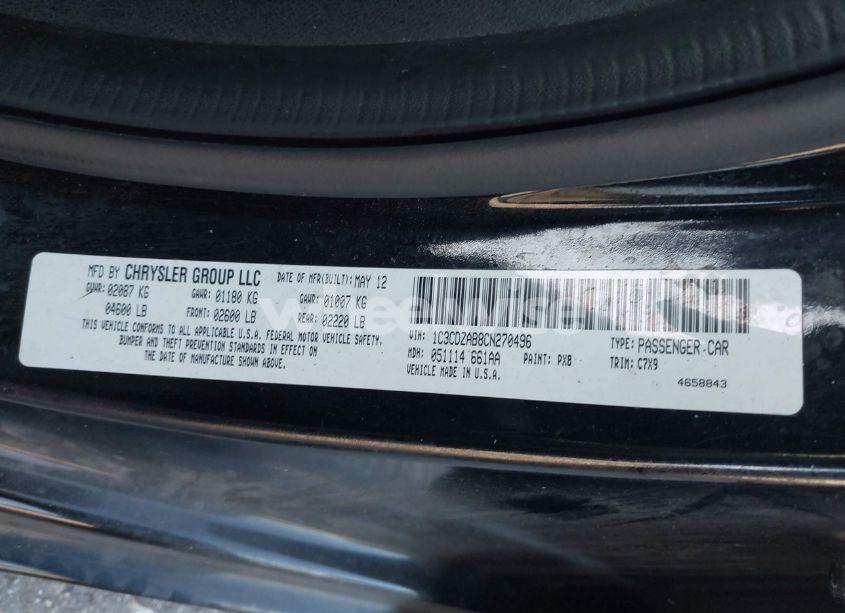 MFD BY CHRYSLER GROUP LLC DATE OF MFR(BUILT): MAY 12
GVWR: 02087 KG GAWR: 01180 KG GAWR: 01007 KG
04600 LB FRONT: 02600 LB REAR: 02220 LB
THIS VEHICLE CONFORMS TO ALL APPLICABLE U.S.A. FEDERAL MOTOR VEHICLE SAFETY,
BUMPER AND THEFT PREVENTION STANDARDS IN EFFECT ON
THE DATE OF MANUFACTURE SHOWN ABOVE.
VIN: 1C3CDZAB8CN270496 TYPE: PASSENGER CAR
MDH: 051114 661AA PAINT: PX8 TRIM: C7X9
VEHICLE MADE IN U.S.A. 4658843